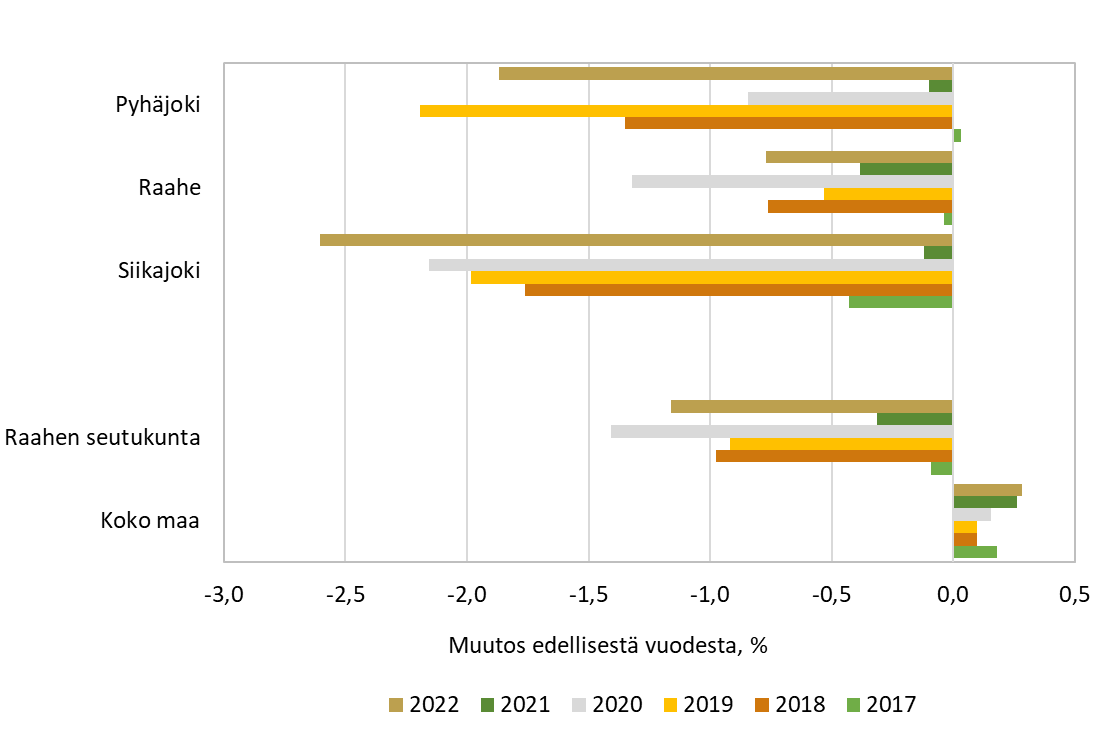 Pyhäjoki
Raahe
Siikajoki
Raahen seutukunta
Koko maa
-3,0 -2,5 -2,0 -1,5 -1,0 -0,5 0,0 0,5
Muutos edellisestä vuodesta, %
2022 2021 2020 2019 2018 2017